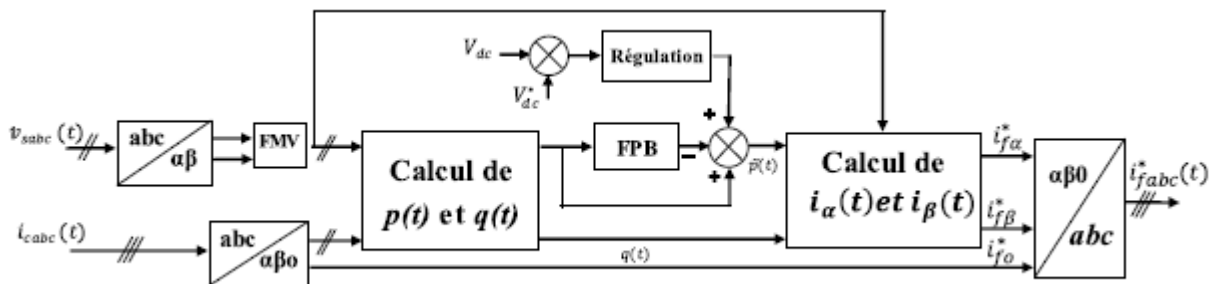 V_dc
V*_dc
Régulation
v_sabc(t)
abc
αβ
FMV
Calcul de
p(t) et q(t)
FPB
+
−
+
p̃(t)
Calcul de
i_α(t) et i_β(t)
i*_fα
i*_fβ
i*_fo
αβ0
abc
i*_fabc(t)
i_cabc(t)
abc
αβo
q(t)